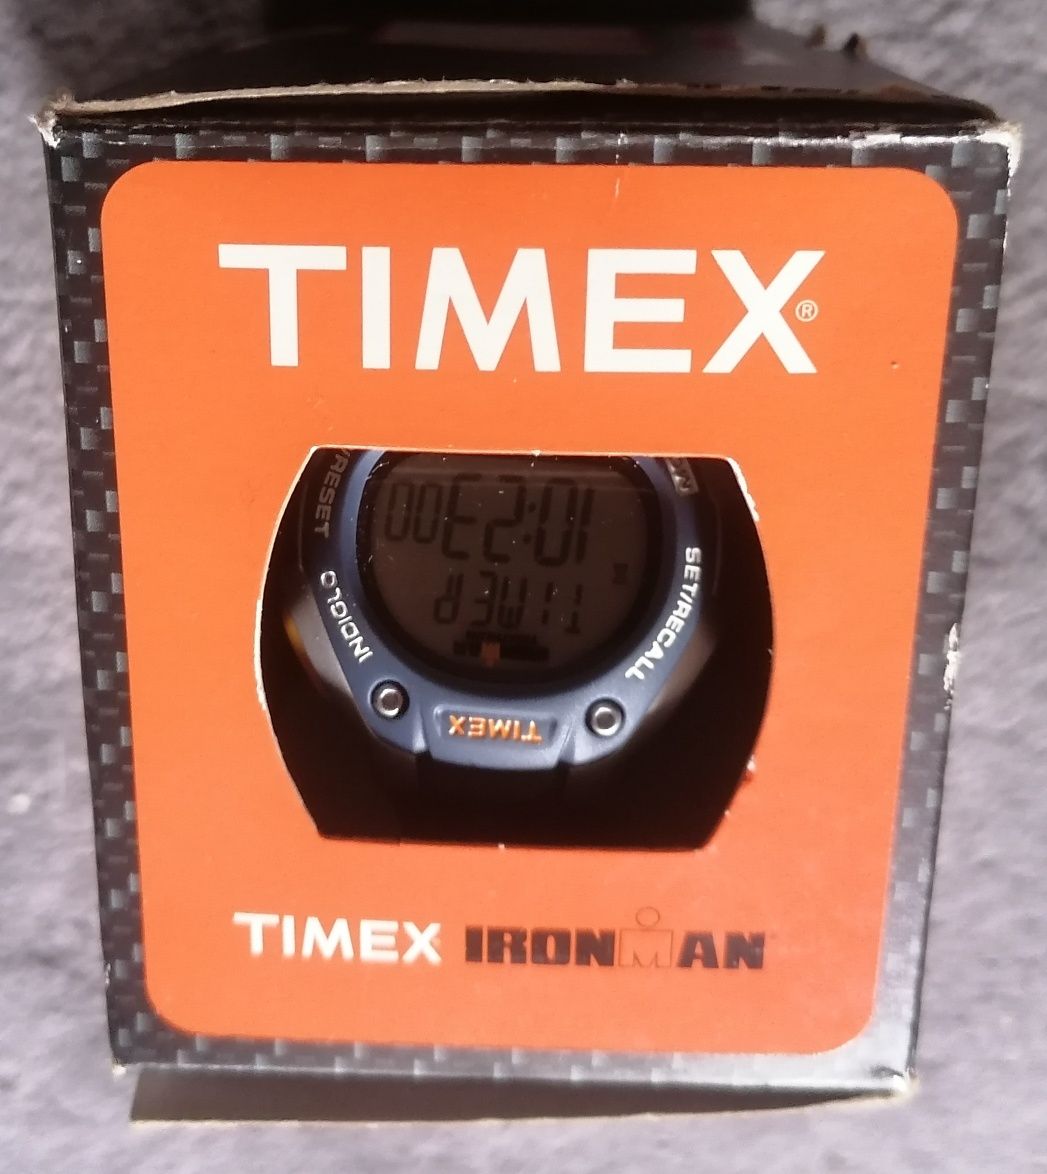 TIMEX®
/RESET
INDIGLO
SET/RECALL
TIMER
TIMEX
TIMEX IRONMAN